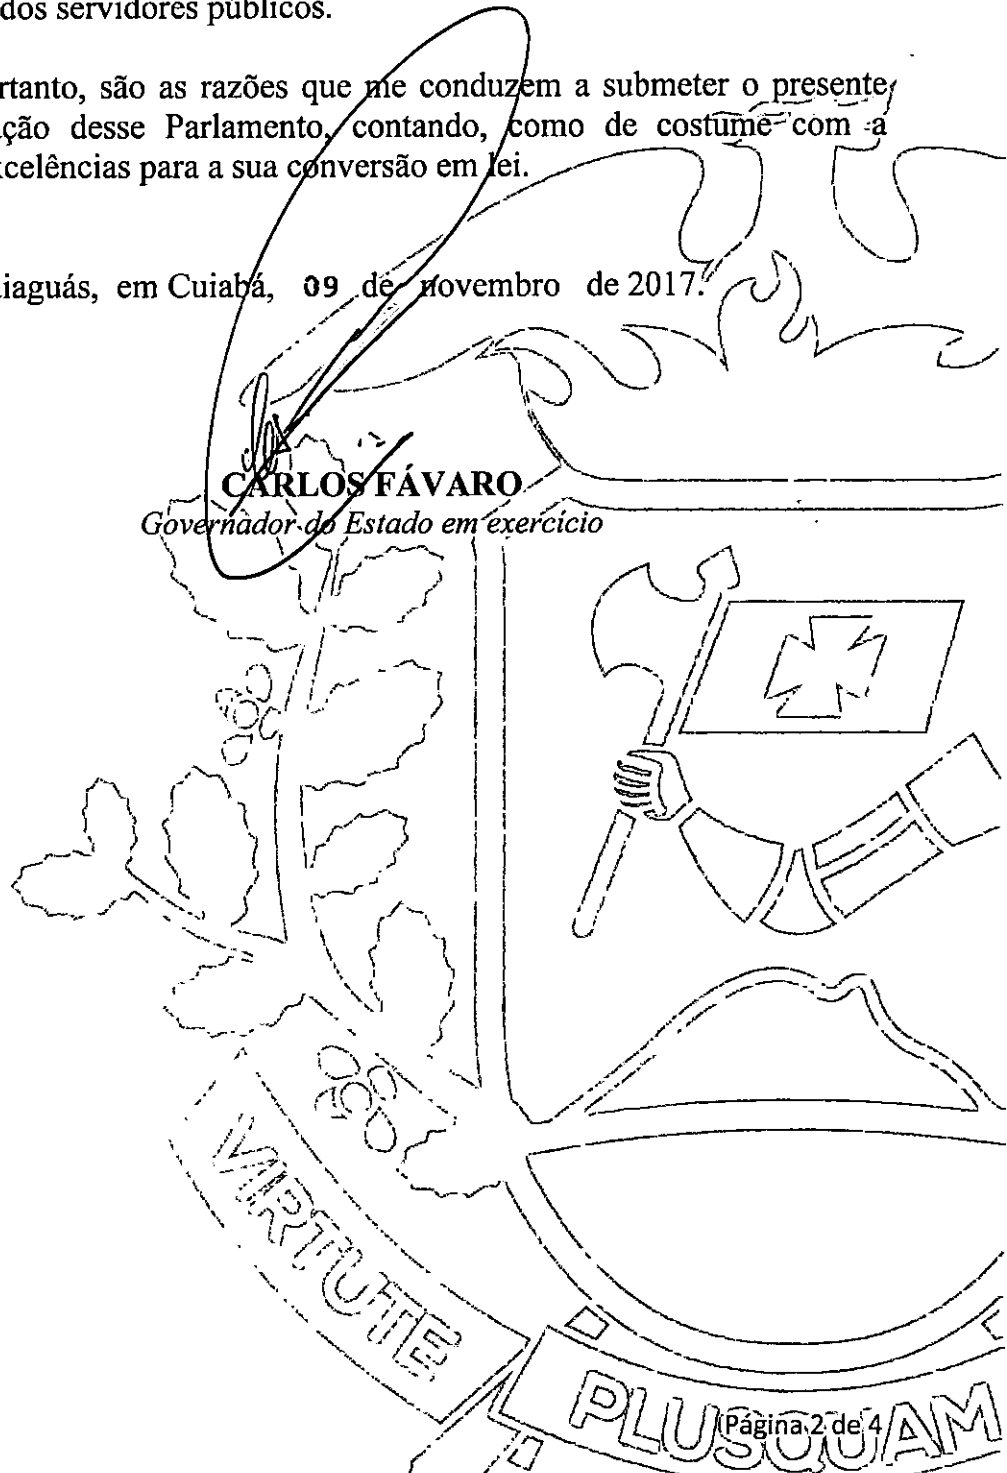 dos servidores públicos.
rtanto, são as razões que me conduzem a submeter o presente
ação desse Parlamento, contando, como de costume com a
xcelências para a sua conversão em lei.
iaguás, em Cuiabá, 09 de novembro de 2017.
CARLOS FÁVARO
Governador do Estado em exercício
VIRTUTE
PLUSQUAM
Página 2 de 4